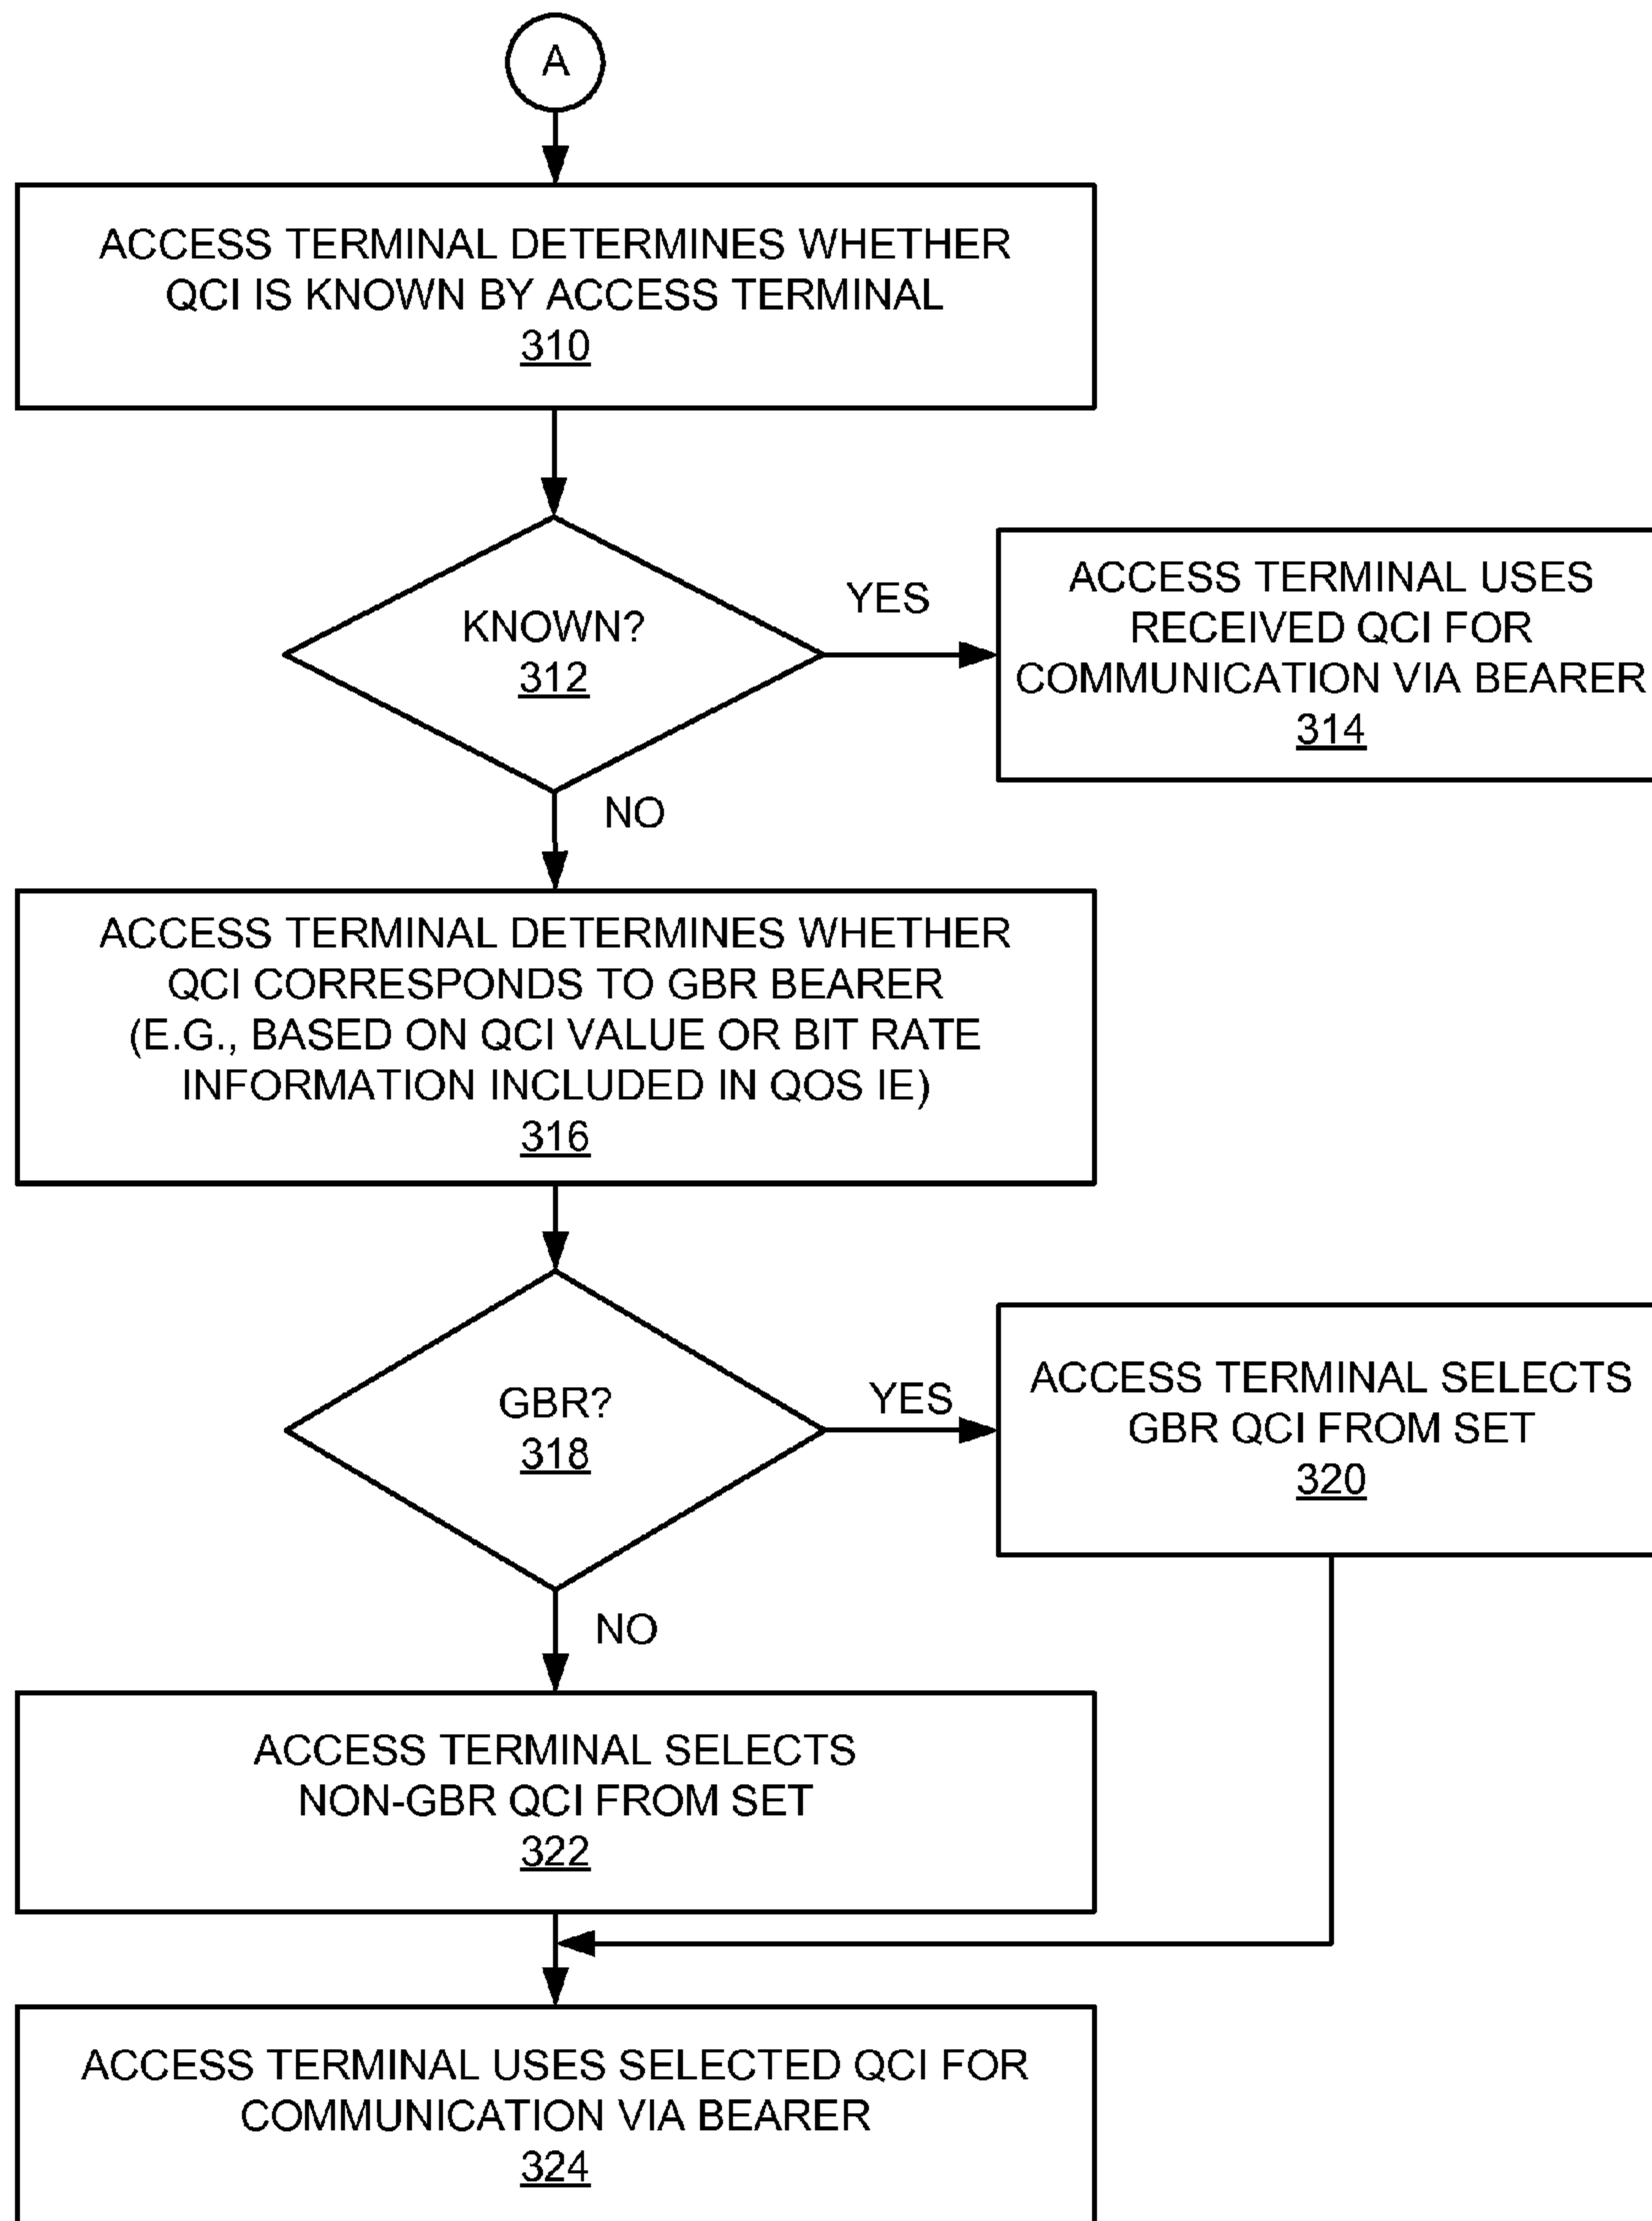 A
ACCESS TERMINAL DETERMINES WHETHER
QCI IS KNOWN BY ACCESS TERMINAL
310
KNOWN?
312
YES
ACCESS TERMINAL USES
RECEIVED QCI FOR
COMMUNICATION VIA BEARER
314
NO
ACCESS TERMINAL DETERMINES WHETHER
QCI CORRESPONDS TO GBR BEARER
(E.G., BASED ON QCI VALUE OR BIT RATE
INFORMATION INCLUDED IN QOS IE)
316
GBR?
318
YES
ACCESS TERMINAL SELECTS
GBR QCI FROM SET
320
NO
ACCESS TERMINAL SELECTS
NON-GBR QCI FROM SET
322
ACCESS TERMINAL USES SELECTED QCI FOR
COMMUNICATION VIA BEARER
324